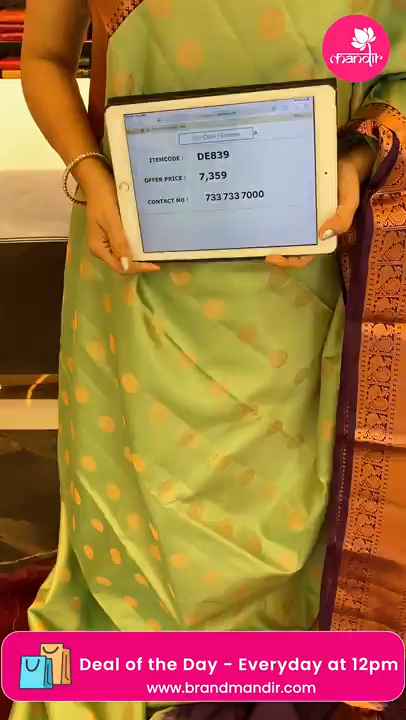 mandir
ITEMCODE : DE839
OFFER PRICE : 7,359
CONTACT NO : 733 733 7000
Deal of the Day - Everyday at 12pm
www.brandmandir.com